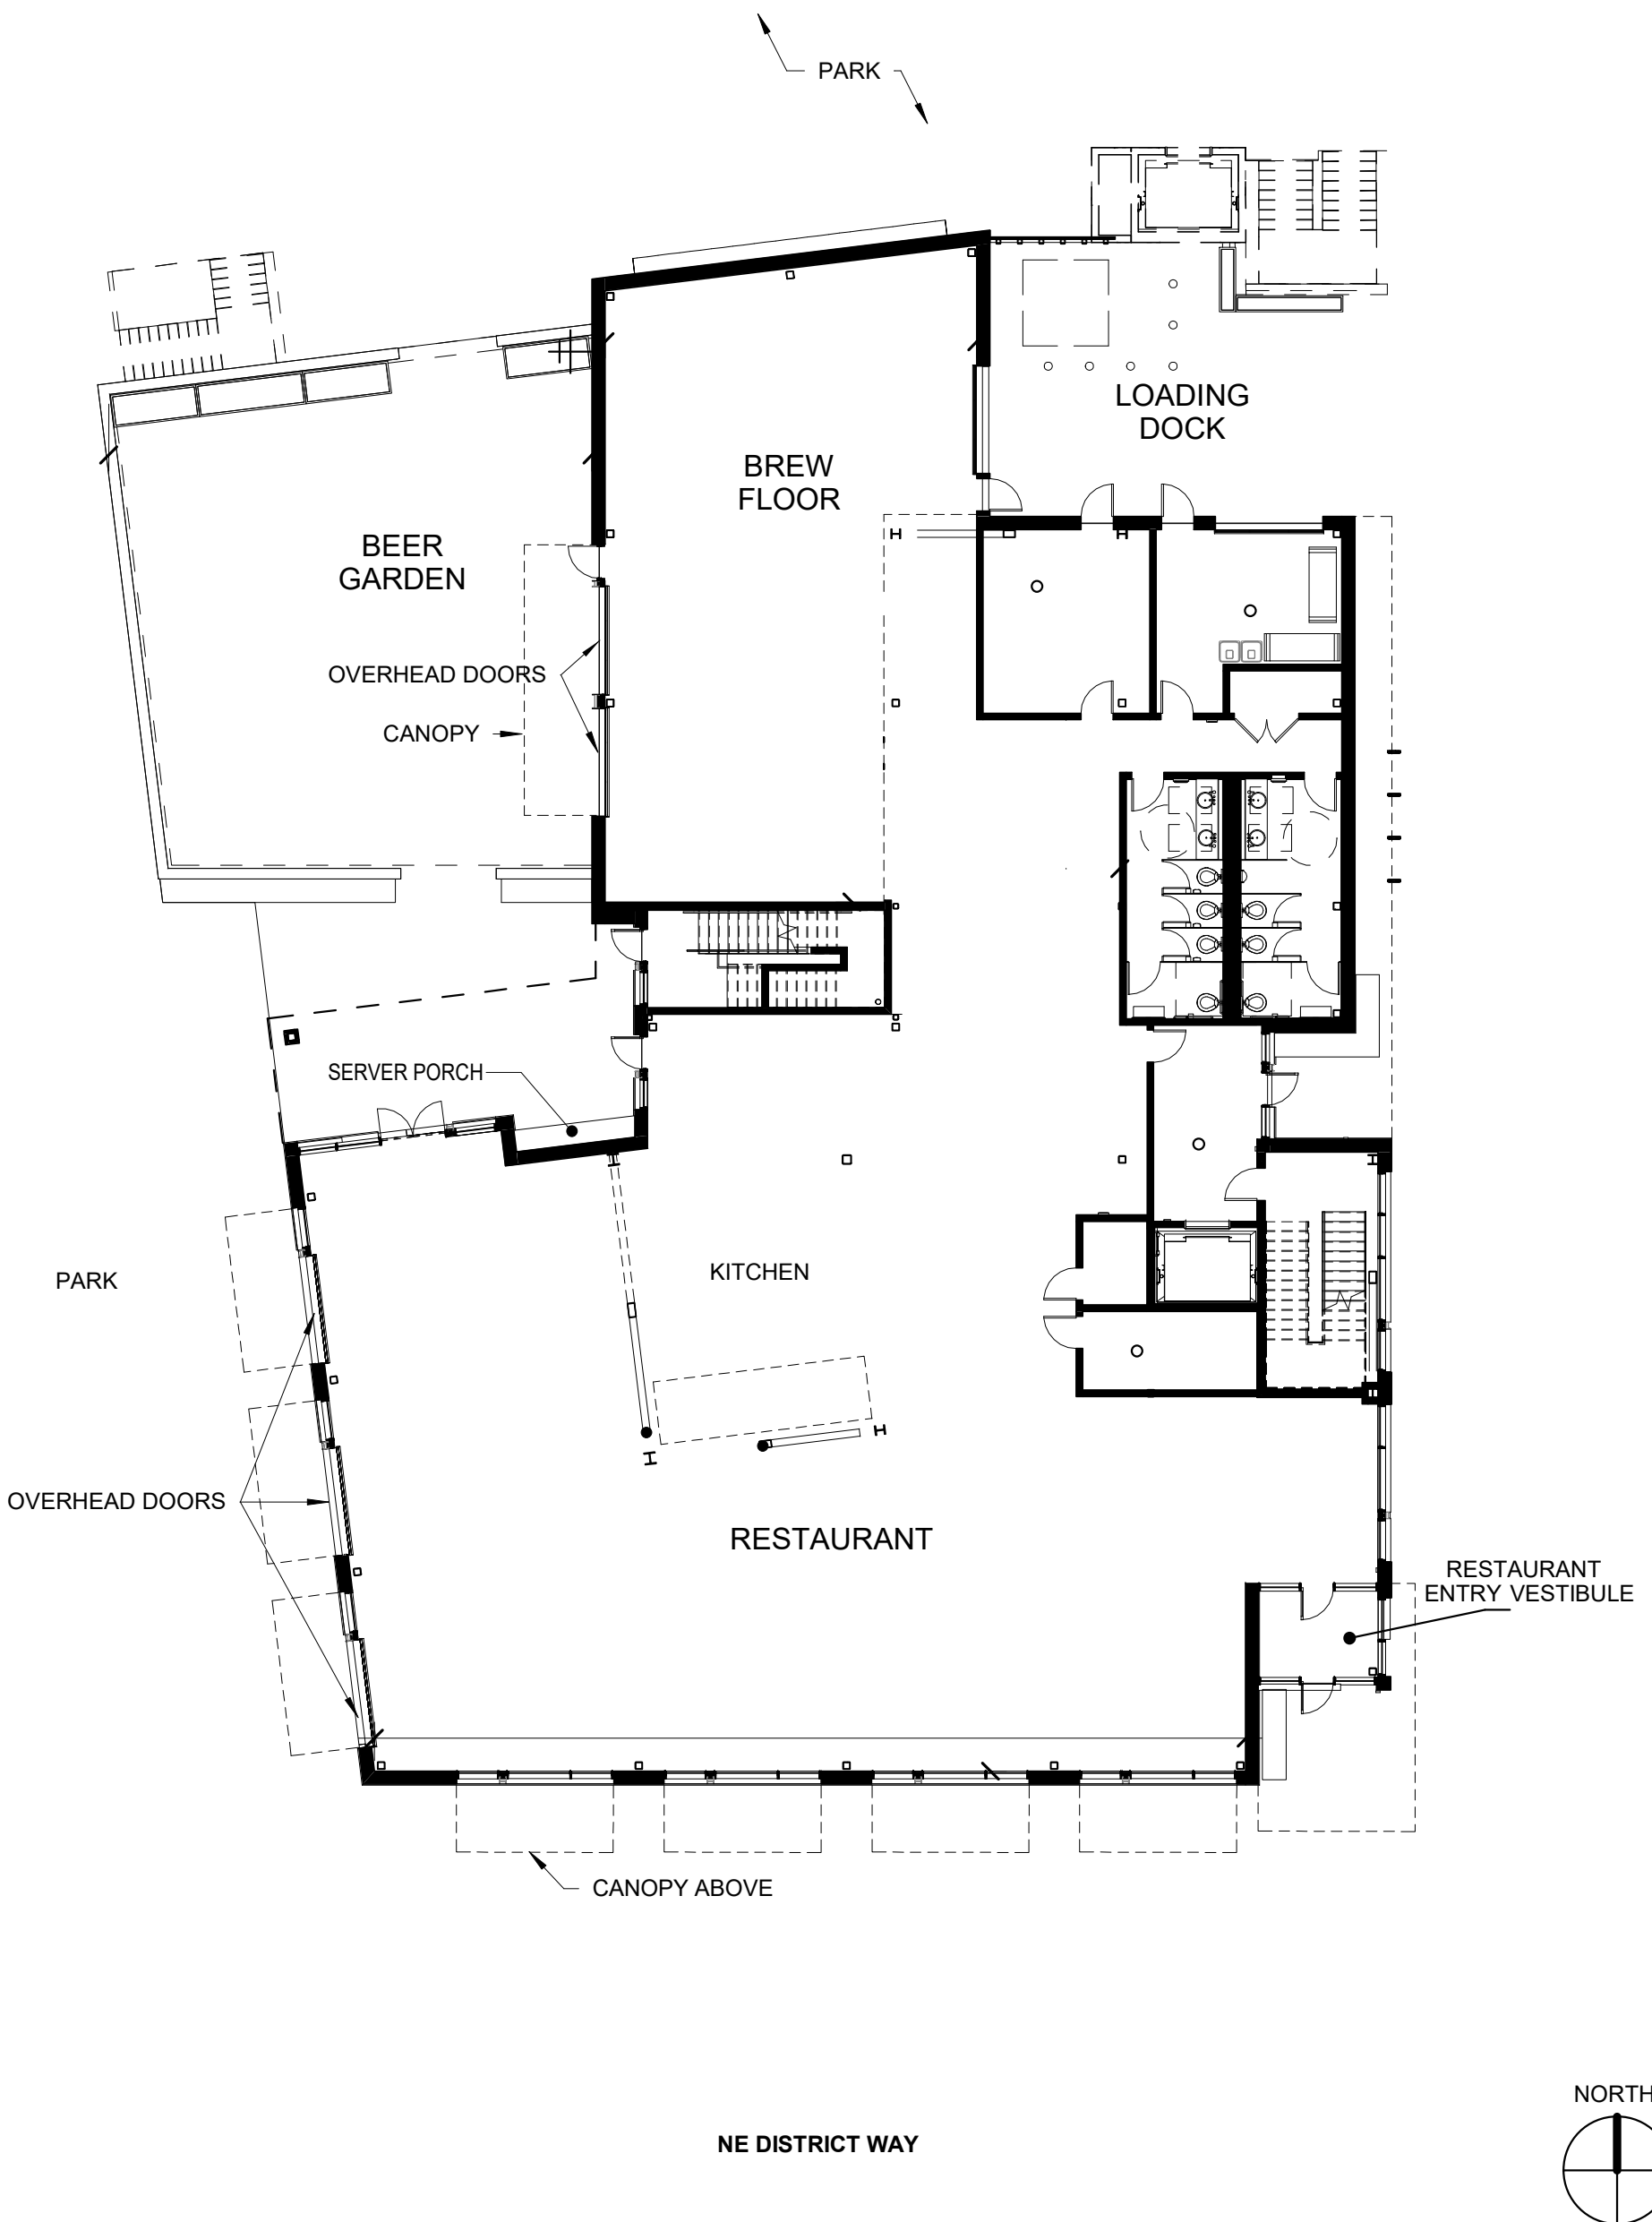 PARK
LOADING
DOCK
BREW
FLOOR
BEER
GARDEN
OVERHEAD DOORS
CANOPY
SERVER PORCH
PARK
KITCHEN
OVERHEAD DOORS
RESTAURANT
RESTAURANT
ENTRY VESTIBULE
CANOPY ABOVE
NORTH
NE DISTRICT WAY